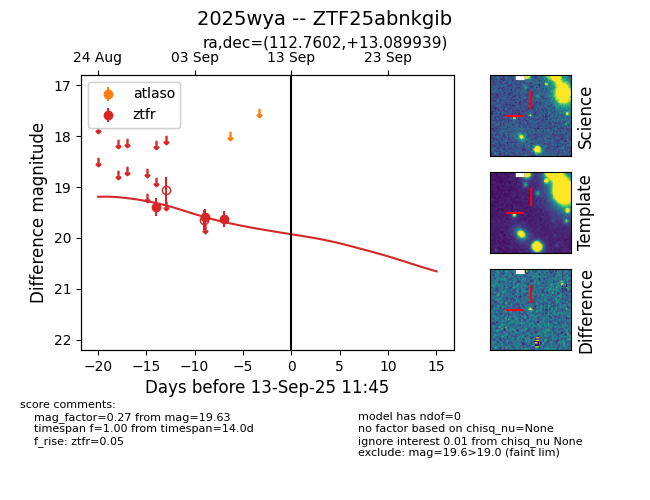 2025wya -- ZTF25abnkgib
ra,dec=(112.7602,+13.089939)
24 Aug 03 Sep 13 Sep 23 Sep
atlaso
ztfr
17
18
19
20
21
22
Difference magnitude
−20 −15 −10 −5 0 5 10 15
Days before 13-Sep-25 11:45
Science
Template
Difference
score comments:
mag_factor=0.27 from mag=19.63
timespan f=1.00 from timespan=14.0d
f_rise: ztfr=0.05
model has ndof=0
no factor based on chisq_nu=None
ignore interest 0.01 from chisq_nu None
exclude: mag=19.6>19.0 (faint lim)